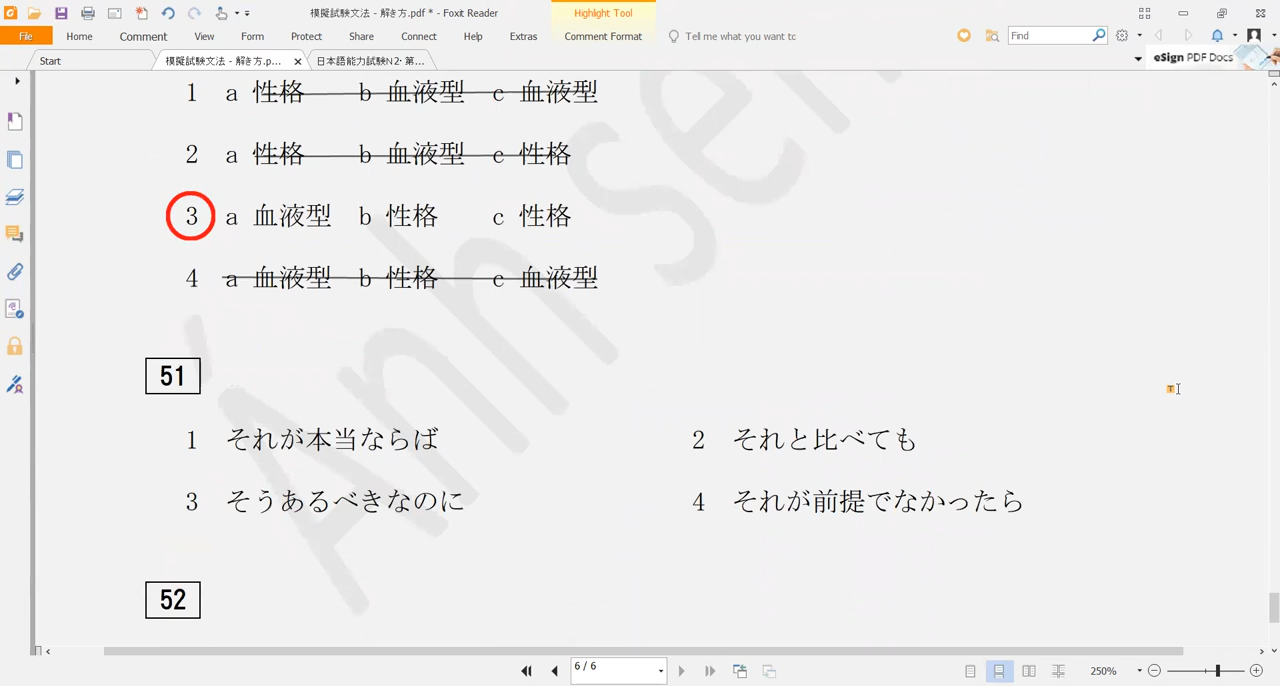 模擬試験文法 - 解き方.pdf * - Foxit Reader
Highlight Tool
File Home Comment View Form Protect Share Connect Help Extras Comment Format Tell me what you want tc Find
Start 模擬試験文法 - 解き方.p... 日本語能力試験N2· 第... eSign PDF Docs
1 a 性格 b 血液型 c 血液型
2 a 性格 b 血液型 c 性格
3 a 血液型 b 性格 c 性格
4 a 血液型 b 性格 c 血液型
51
1 それが本当ならば 2 それと比べても
3 そうあるべきなのに 4 それが前提でなかったら
52
6 / 6 250%